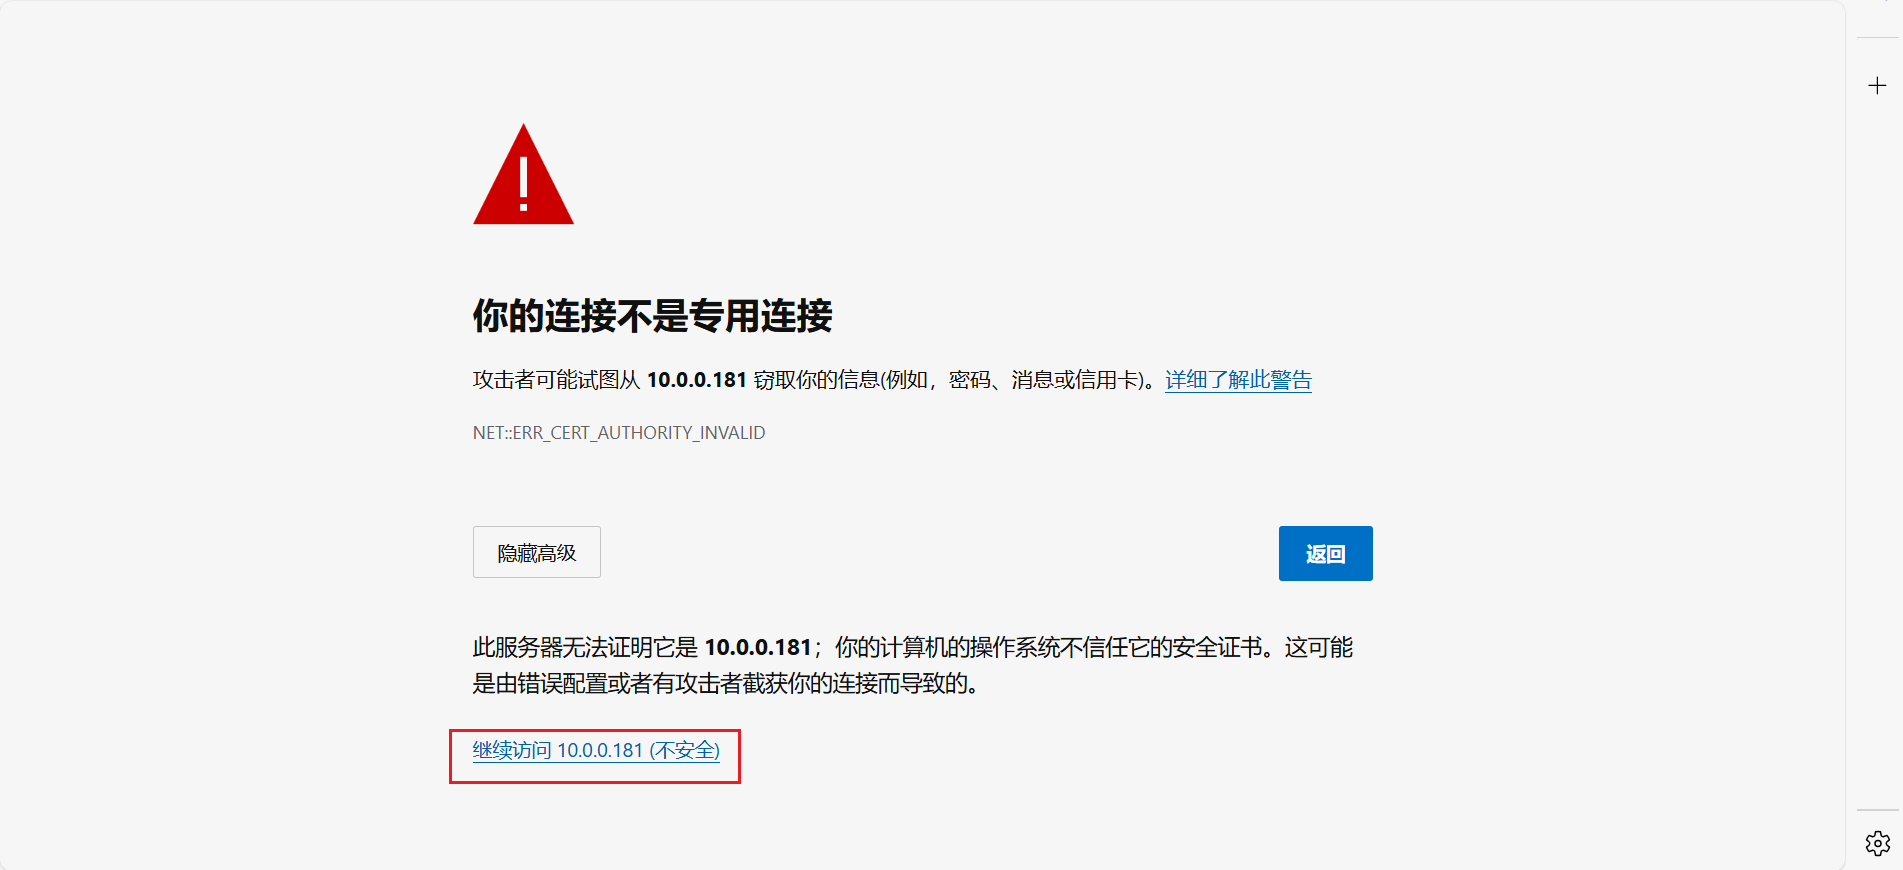 你的连接不是专用连接
攻击者可能试图从 10.0.0.181 窃取你的信息(例如，密码、消息或信用卡)。详细了解此警告
NET::ERR_CERT_AUTHORITY_INVALID
隐藏高级
返回
此服务器无法证明它是 10.0.0.181；你的计算机的操作系统不信任它的安全证书。这可能
是由错误配置或者有攻击者截获你的连接而导致的。
继续访问 10.0.0.181 (不安全)